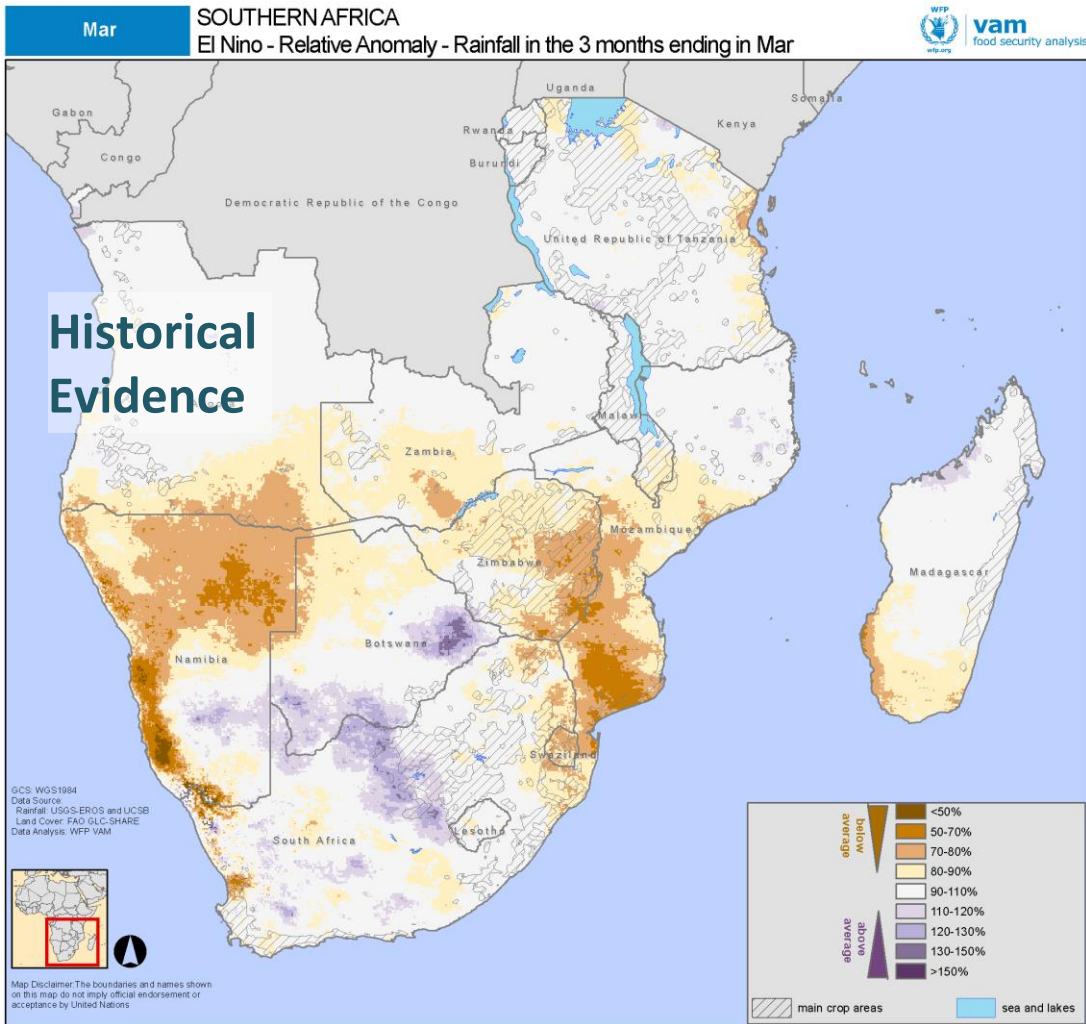 Mar
SOUTHERN AFRICA
El Nino - Relative Anomaly - Rainfall in the 3 months ending in Mar
WFP
wfp.org
vam
food security analysis
Gabon
Congo
Democratic Republic of the Congo
Uganda
Rwanda
Burundi
Kenya
Somalia
United Republic of Tanzania
Historical
Evidence
Zambia
Malawi
Mozambique
Zimbabwe
Madagascar
Botswana
Namibia
Swaziland
Lesotho
South Africa
GCS: WGS1984
Data Source:
Rainfall: USGS-EROS and UCSB
Land Cover: FAO GLC-SHARE
Data Analysis: WFP VAM
Map Disclaimer:The boundaries and names shown
on this map do not imply official endorsement or
acceptance by United Nations
below
average
above
average
<50%
50-70%
70-80%
80-90%
90-110%
110-120%
120-130%
130-150%
>150%
main crop areas
sea and lakes